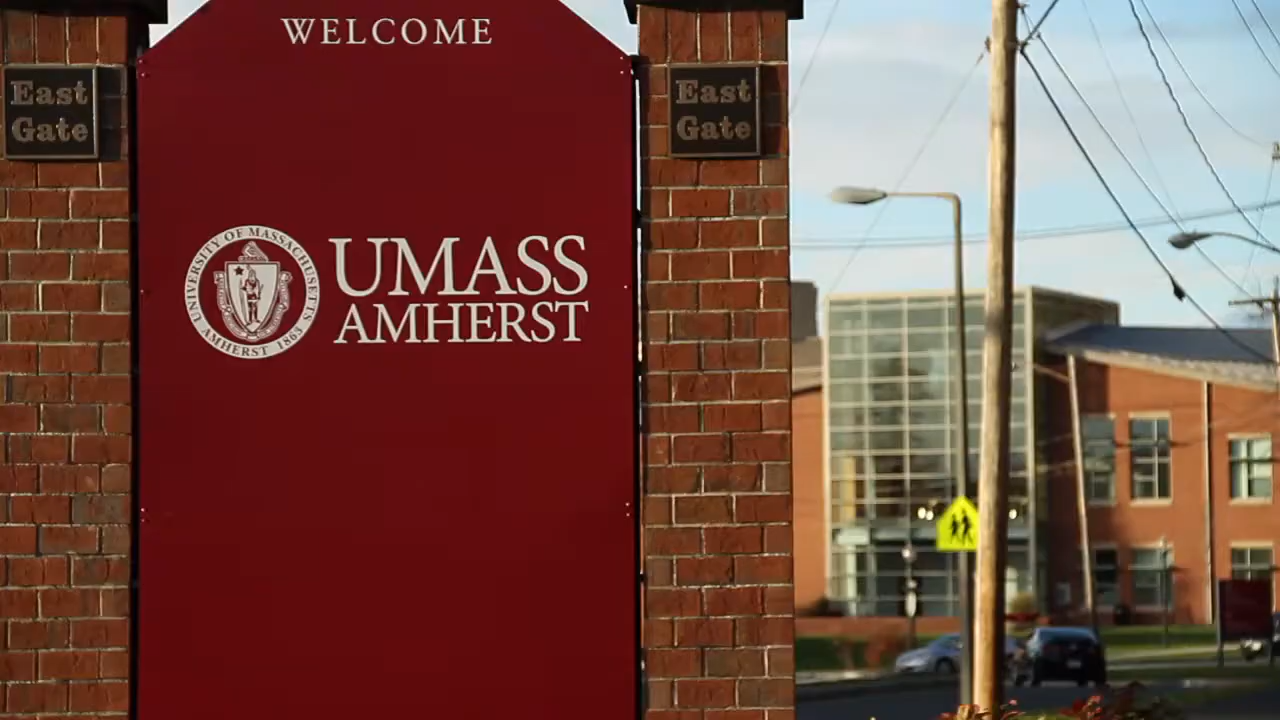 WELCOME
East
Gate
East
Gate
UNIVERSITY OF MASSACHUSETTS
AMHERST 1863
UMASS
AMHERST